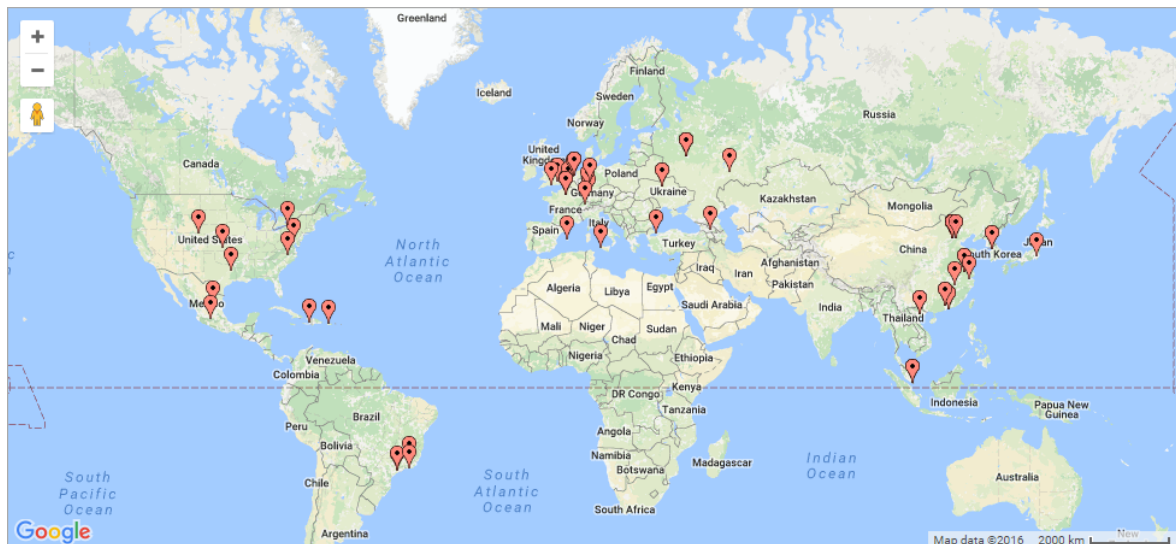 Greenland
+
−
Iceland
Finland
Sweden
Norway
Russia
Canada
United
Kingdom
Poland
Germany
Ukraine
France
Kazakhstan
Mongolia
Italy
Spain
Turkey
United States
North
Atlantic
Ocean
China
South Korea
Japan
Afghanistan
Iraq
Iran
Pakistan
Algeria
Libya
Egypt
Saudi Arabia
India
Mexico
Thailand
Mali
Niger
Sudan
Chad
Nigeria
Ethiopia
Venezuela
Colombia
Kenya
DR Congo
Indonesia
Tanzania
Papua New
Guinea
Brazil
Peru
Angola
Bolivia
Namibia
Madagascar
Botswana
Indian
Ocean
South
Pacific
Ocean
Chile
South
Atlantic
Ocean
Australia
South Africa
Argentina
Google
Map data ©2016
2000 km
New